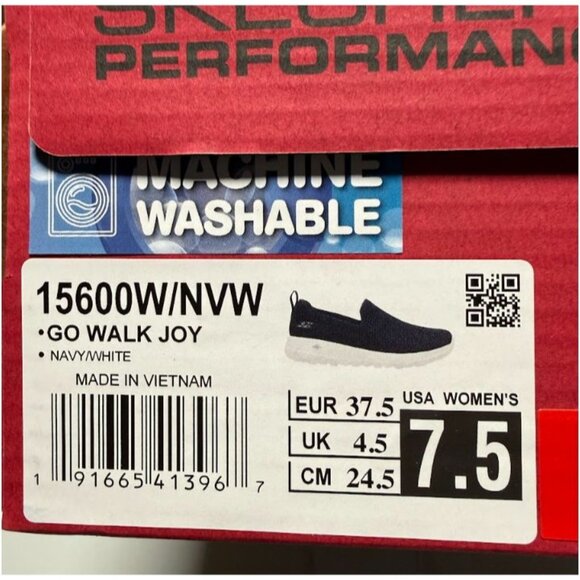 SKECHER
PERFORMANC
MACHINE
WASHABLE
15600W/NVW
•GO WALK JOY
• NAVY/WHITE
MADE IN VIETNAM
1 91665 41396 7
EUR 37.5
UK 4.5
CM 24.5
USA WOMEN'S
7.5